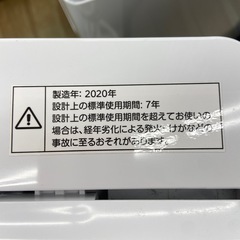 製造年:2020年
設計上の標準使用期間:7年
設計上の標準使用期間を超えてお使いの
場合は、経年劣化による発火・けがなどの
事故に至るおそれがあります。